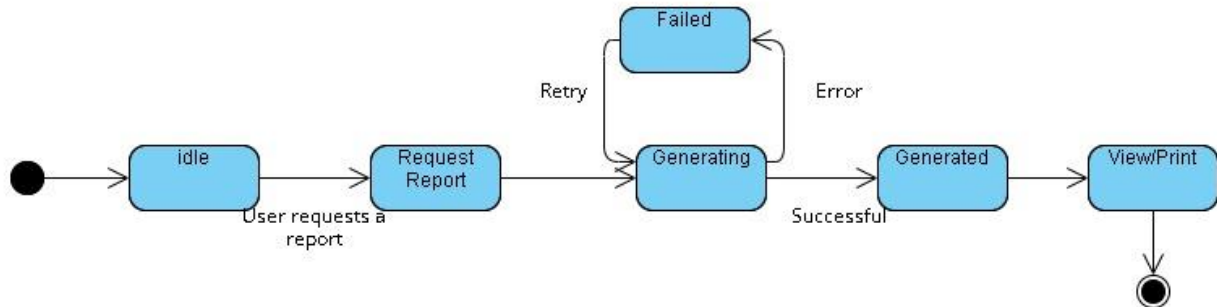 Failed
Retry
Error
idle
Request
Report
Generating
Generated
View/Print
User requests a
report
Successful